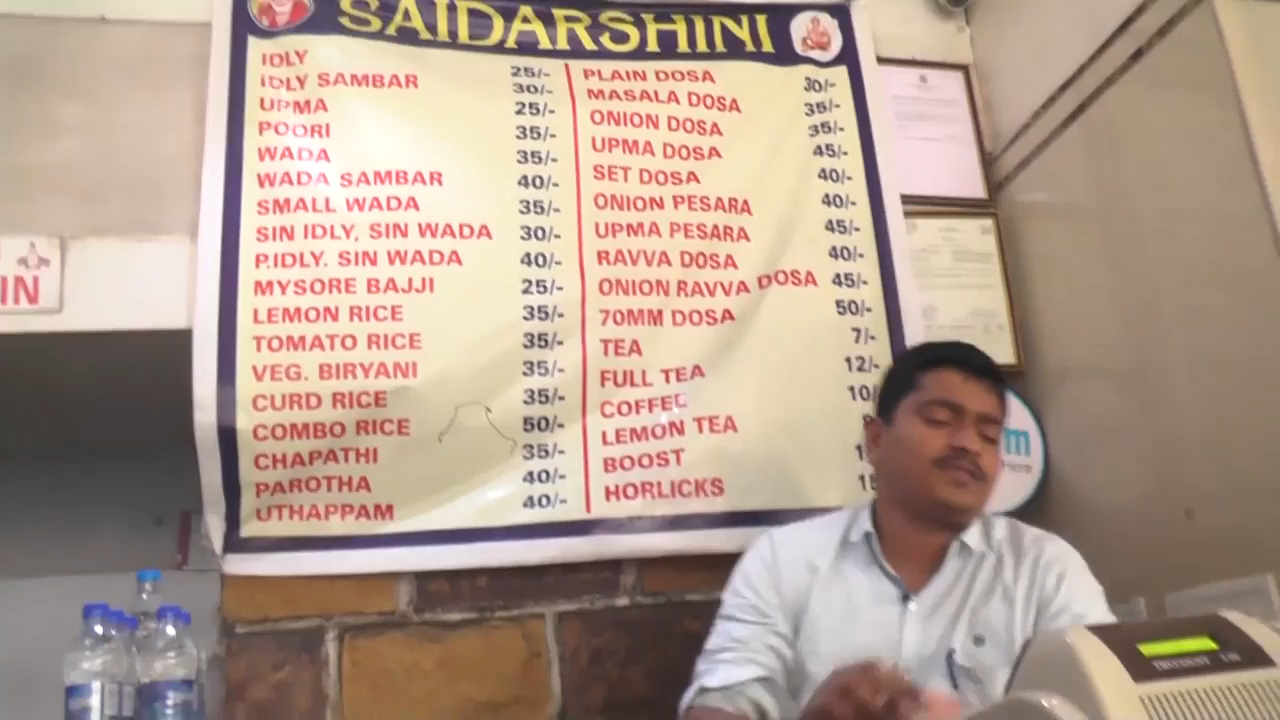 SAIDARSHINI
IDLY 25/-
IDLY SAMBAR 30/-
UPMA 25/-
POORI 35/-
WADA 35/-
WADA SAMBAR 40/-
SMALL WADA 35/-
SIN IDLY, SIN WADA 30/-
P.IDLY. SIN WADA 40/-
MYSORE BAJJI 25/-
LEMON RICE 35/-
TOMATO RICE 35/-
VEG. BIRYANI 35/-
CURD RICE 35/-
COMBO RICE 50/-
CHAPATHI 35/-
PAROTHA 40/-
UTHAPPAM 40/-
PLAIN DOSA 30/-
MASALA DOSA 35/-
ONION DOSA 35/-
UPMA DOSA 45/-
SET DOSA 40/-
ONION PESARA 40/-
UPMA PESARA 45/-
RAVVA DOSA 40/-
ONION RAVVA DOSA 45/-
70MM DOSA 50/-
TEA 7/-
FULL TEA 12/-
COFFEE 10/
LEMON TEA
BOOST
HORLICKS
IN